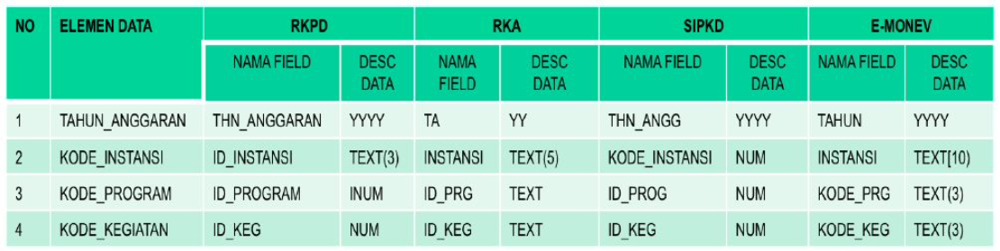 NO ELEMEN DATA RKPD RKA SIPKD E-MONEV
NAMA FIELD DESC DATA NAMA FIELD DESC DATA NAMA FIELD DESC DATA NAMA FIELD DESC DATA
1 TAHUN_ANGGARAN THN_ANGGARAN YYYY TA YY THN_ANGG YYYY TAHUN YYYY
2 KODE_INSTANSI ID_INSTANSI TEXT(3) INSTANSI TEXT(5) KODE_INSTANSI NUM INSTANSI TEXT[10)
3 KODE_PROGRAM ID_PROGRAM INUM ID_PRG TEXT ID_PROG NUM KODE_PRG TEXT(3)
4 KODE_KEGIATAN ID_KEG NUM ID_KEG TEXT ID_KEG NUM KODE_KEG TEXT(3)